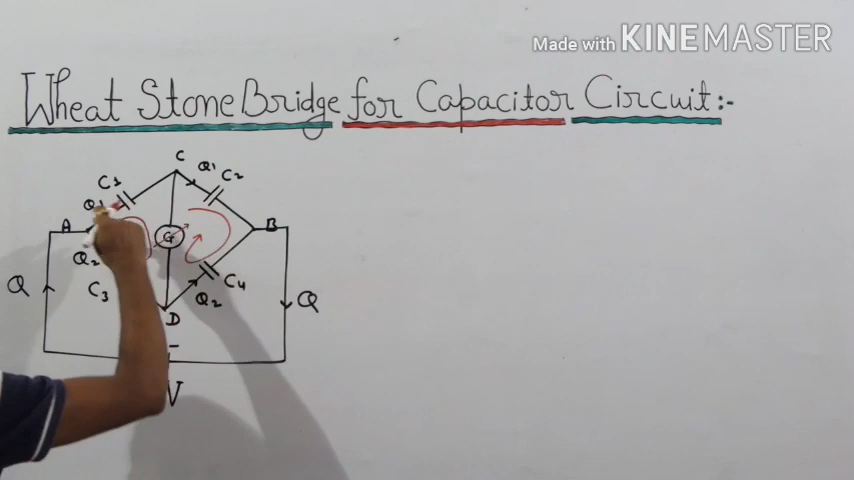 Made with KINEMASTER
Wheat Stone Bridge for Capacitor Circuit:-
C
Q1 C2
C1
A
G
B
Q2
C4
Q
C3
Q2
Q
D
V